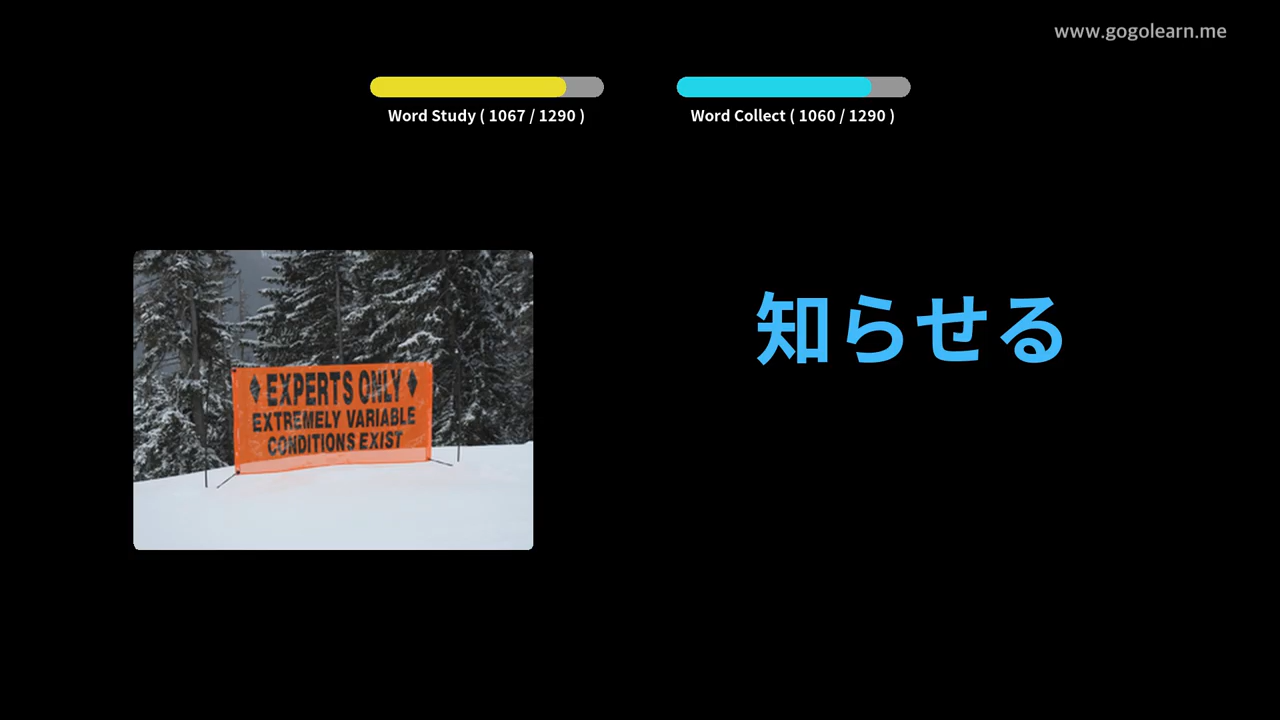 www.gogolearn.me
Word Study ( 1067 / 1290 )
Word Collect ( 1060 / 1290 )
EXPERTS ONLY
EXTREMELY VARIABLE
CONDITIONS EXIST
知らせる